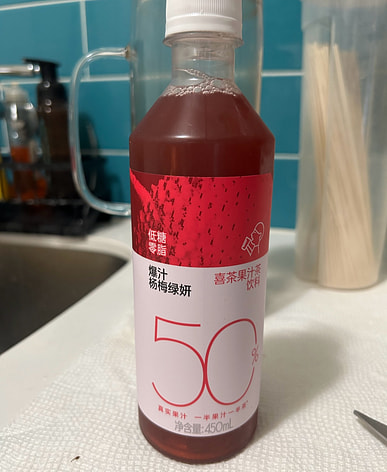 低糖
零脂
爆汁
杨梅绿妍
喜茶果汁茶
饮料
50%
真实果汁 一半果汁一半茶
净含量:450mL